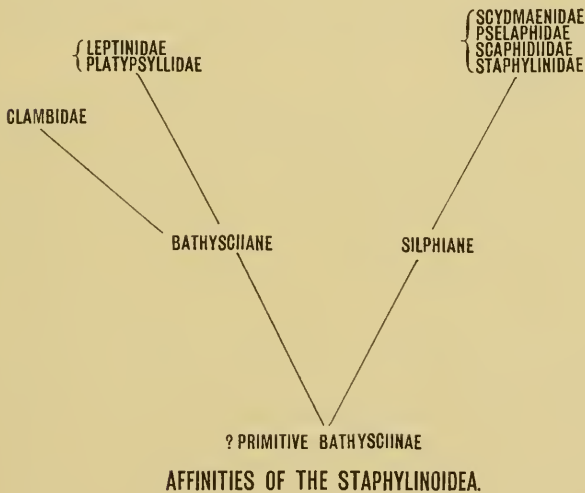 SCYDMAENIDAE
PSELAPHIDAE
SCAPHIDIIDAE
STAPHYLINIDAE
LEPTINIDAE
PLATYPSYLLIDAE
CLAMBIDAE
BATHYSCIIANE
SILPHIANE
? PRIMITIVE BATHYSCIINAE
AFFINITIES OF THE STAPHYLINOIDEA.